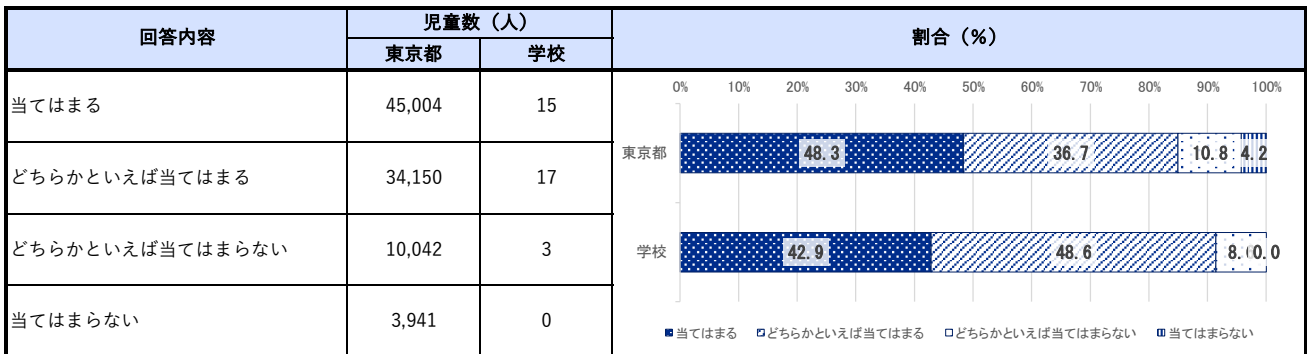 回答内容 児童数（人） 割合（%）
東京都 学校
当てはまる 45,004 15
どちらかといえば当てはまる 34,150 17
どちらかといえば当てはまらない 10,042 3
当てはまらない 3,941 0
0% 10% 20% 30% 40% 50% 60% 70% 80% 90% 100%
東京都 48.3 36.7 10.8 4.2
学校 42.9 48.6 0.0
当てはまる どちらかといえば当てはまる どちらかといえば当てはまらない 当てはまらない